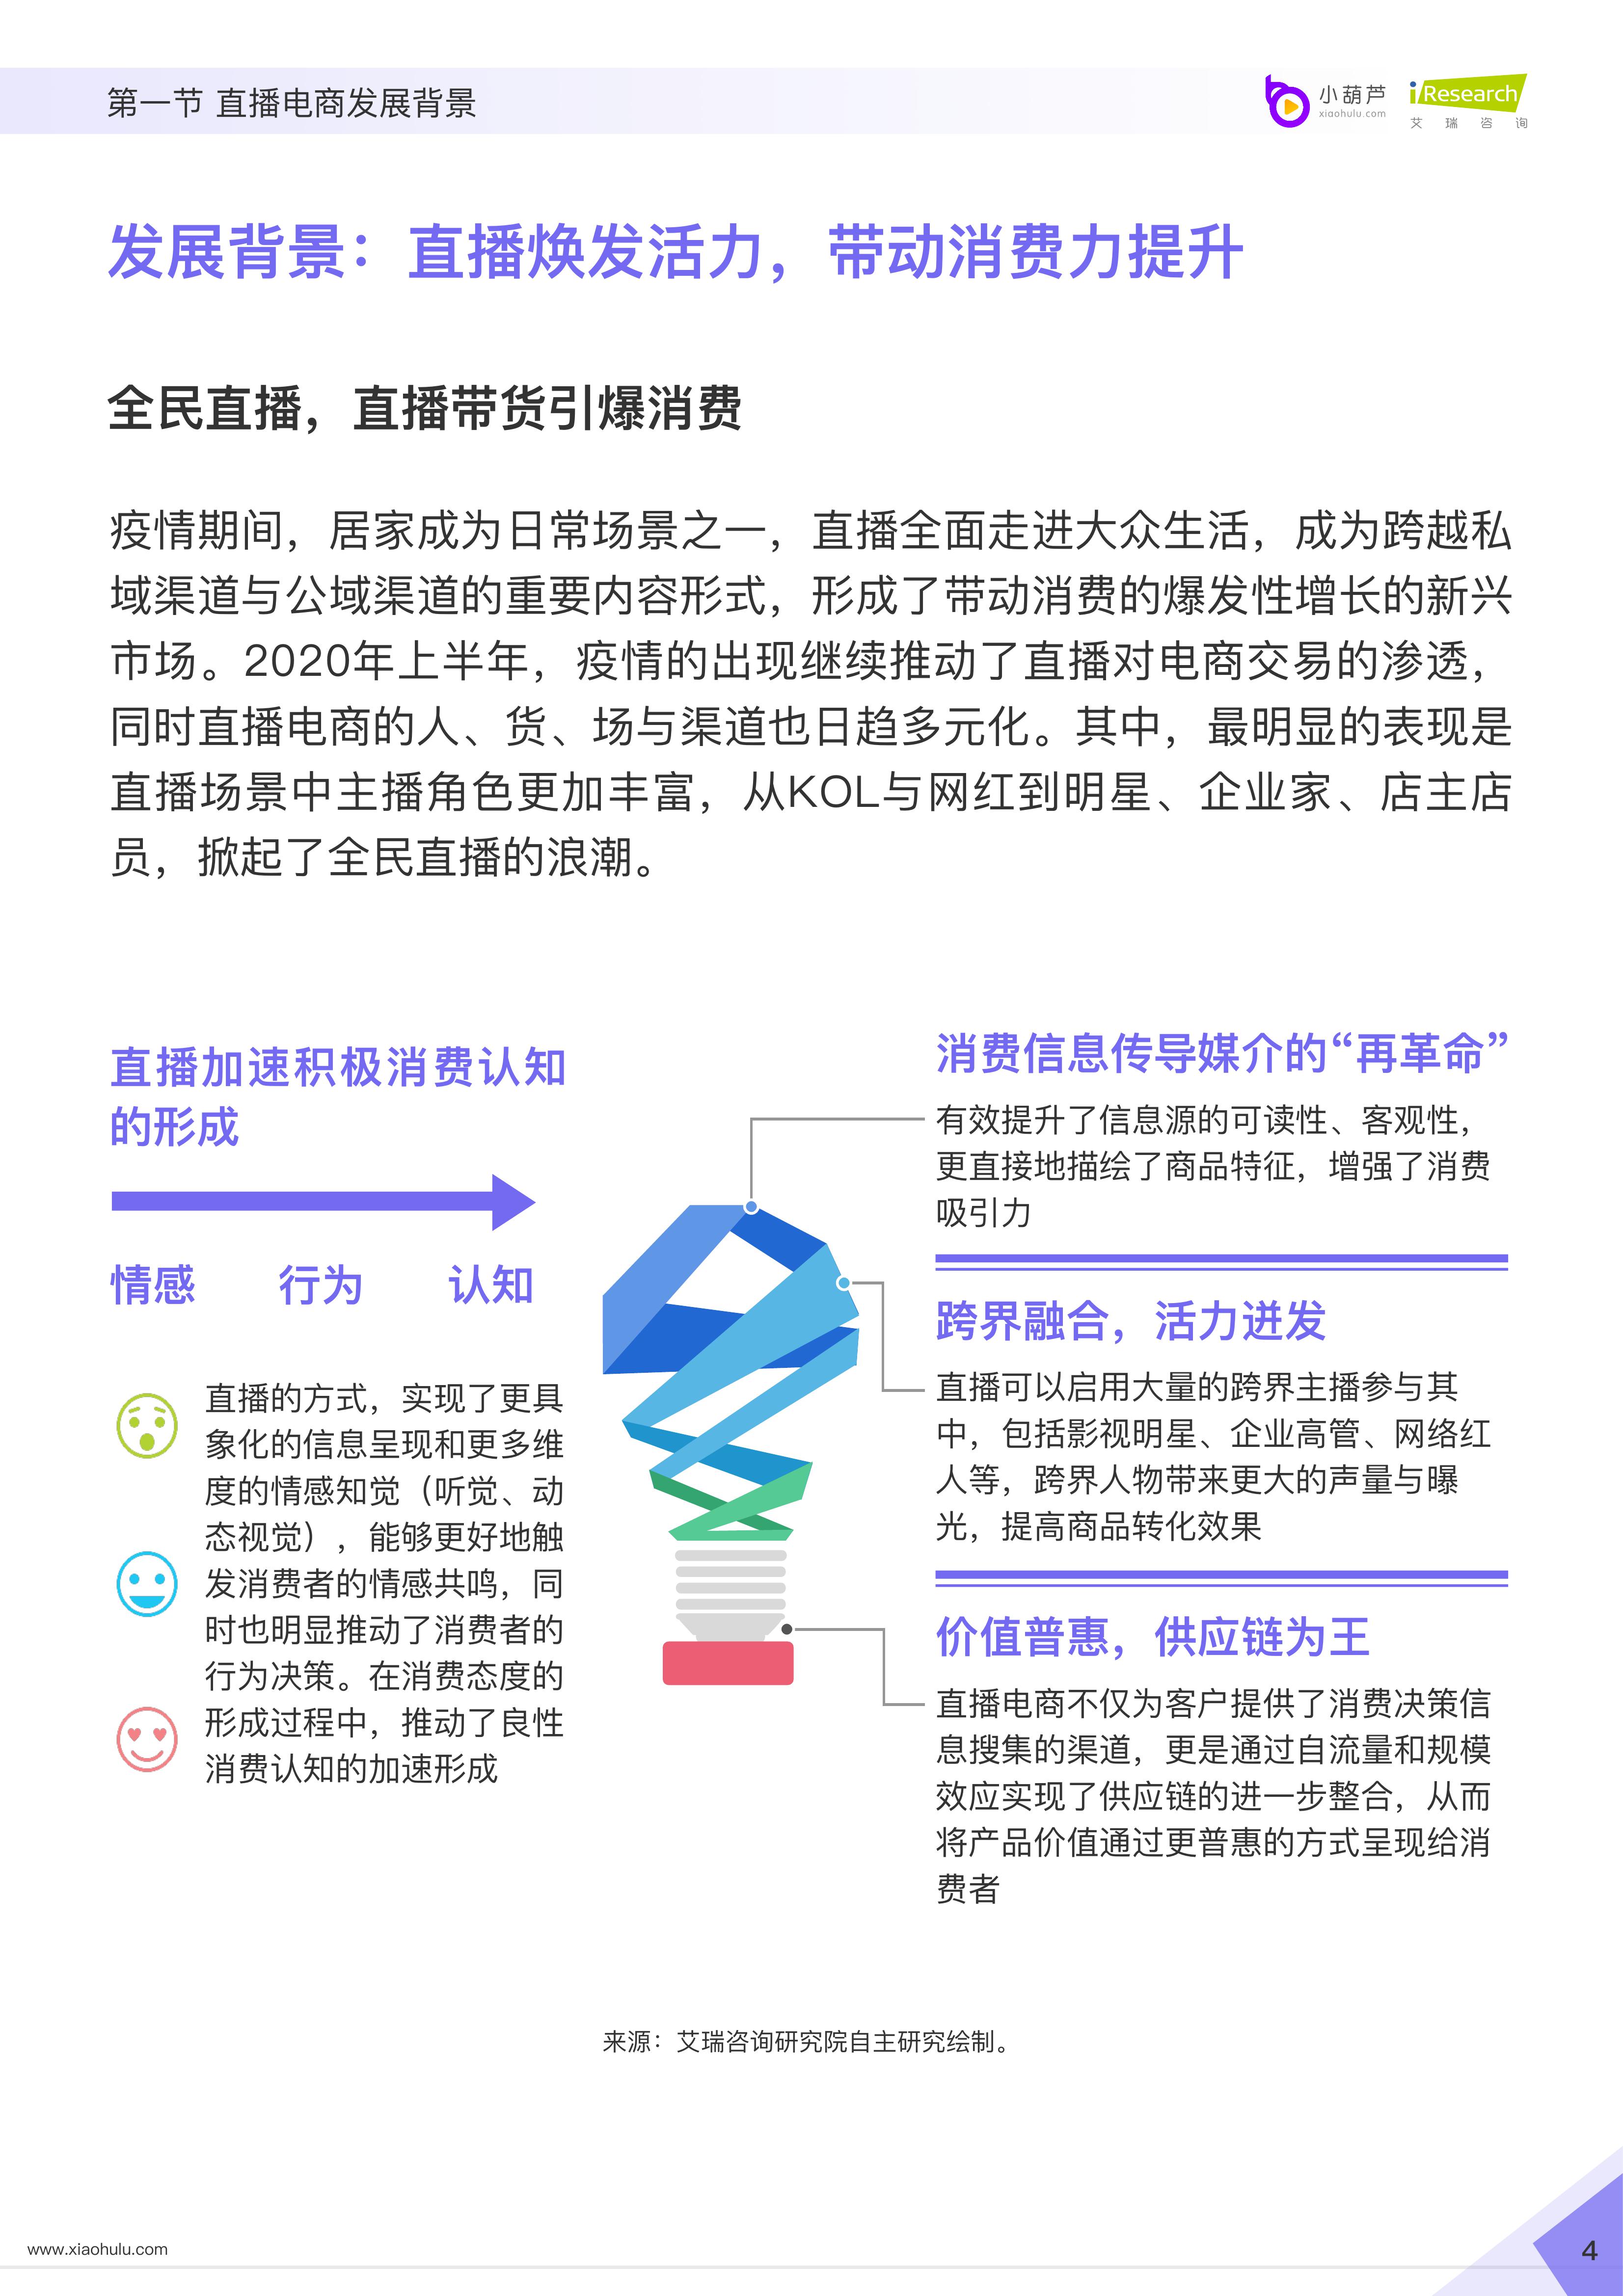 第一节 直播电商发展背景
小葫芦
xiaohulu.com
iResearch
艾瑞咨询
发展背景：直播焕发活力，带动消费力提升
全民直播，直播带货引爆消费
疫情期间，居家成为日常场景之一，直播全面走进大众生活，成为跨越私
域渠道与公域渠道的重要内容形式，形成了带动消费的爆发性增长的新兴
市场。2020年上半年，疫情的出现继续推动了直播对电商交易的渗透，
同时直播电商的人、货、场与渠道也日趋多元化。其中，最明显的表现是
直播场景中主播角色更加丰富，从KOL与网红到明星、企业家、店主店
员，掀起了全民直播的浪潮。
直播加速积极消费认知
的形成
情感 行为 认知
直播的方式，实现了更具
象化的信息呈现和更多维
度的情感知觉（听觉、动
态视觉），能够更好地触
发消费者的情感共鸣，同
时也明显推动了消费者的
行为决策。在消费态度的
形成过程中，推动了良性
消费认知的加速形成
消费信息传导媒介的“再革命”
有效提升了信息源的可读性、客观性，
更直接地描绘了商品特征，增强了消费
吸引力
跨界融合，活力迸发
直播可以启用大量的跨界主播参与其
中，包括影视明星、企业高管、网络红
人等，跨界人物带来更大的声量与曝
光，提高商品转化效果
价值普惠，供应链为王
直播电商不仅为客户提供了消费决策信
息搜集的渠道，更是通过自流量和规模
效应实现了供应链的进一步整合，从而
将产品价值通过更普惠的方式呈现给消
费者
来源：艾瑞咨询研究院自主研究绘制。
www.xiaohulu.com
4